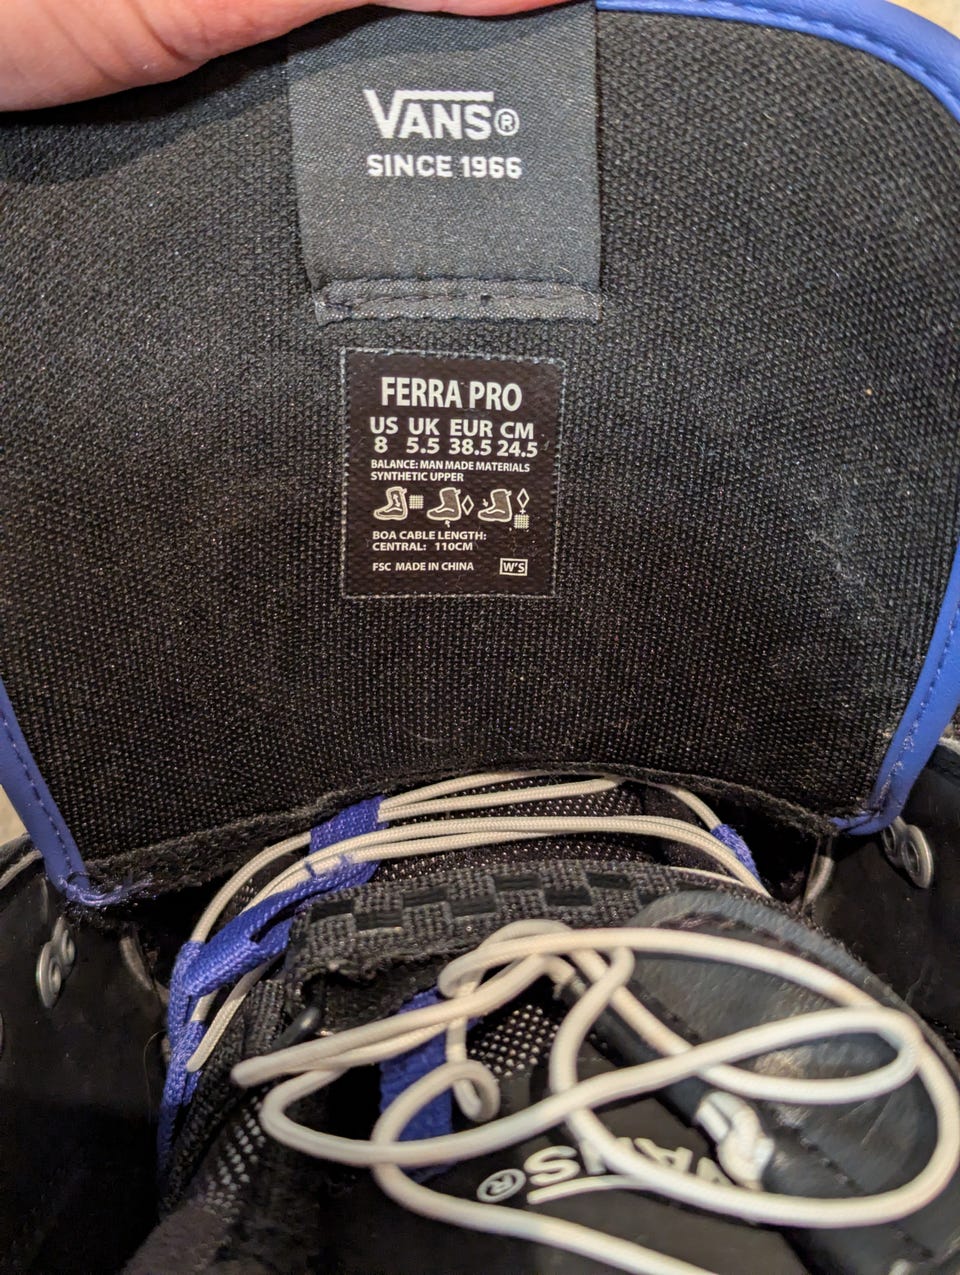 VANS®
SINCE 1966
FERRA PRO
US UK EUR CM
8 5.5 38.5 24.5
BALANCE: MAN MADE MATERIALS
SYNTHETIC UPPER
BOA CABLE LENGTH:
CENTRAL: 110CM
FSC MADE IN CHINA W'S
VANS®